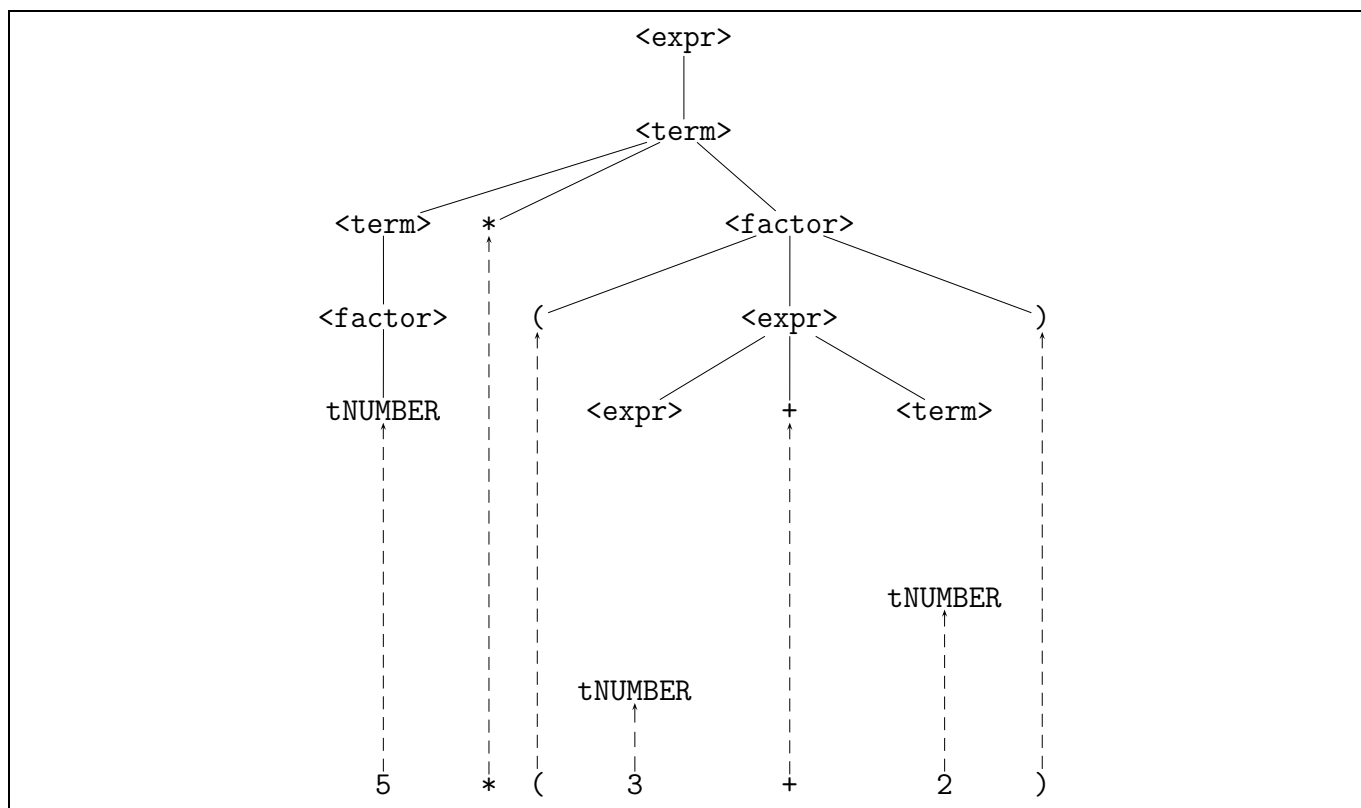 <expr>
<term>
<term> * <factor>
<factor> ( <expr> )
tNUMBER <expr> + <term>
tNUMBER
tNUMBER
5 * ( 3 + 2 )